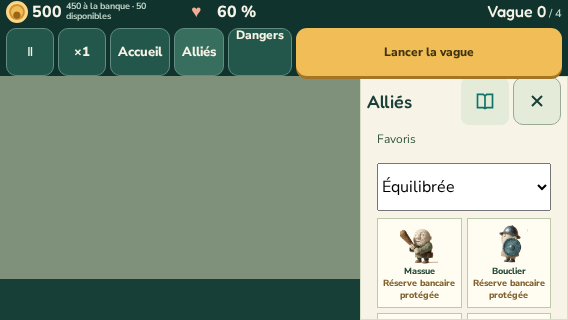 500 450 à la banque · 50
disponibles
60 %
Vague 0 / 4
II
×1
Accueil
Alliés
Dangers
Lancer la vague
Alliés
Favoris
Équilibrée
Massue
Réserve bancaire
protégée
Bouclier
Réserve bancaire
protégée